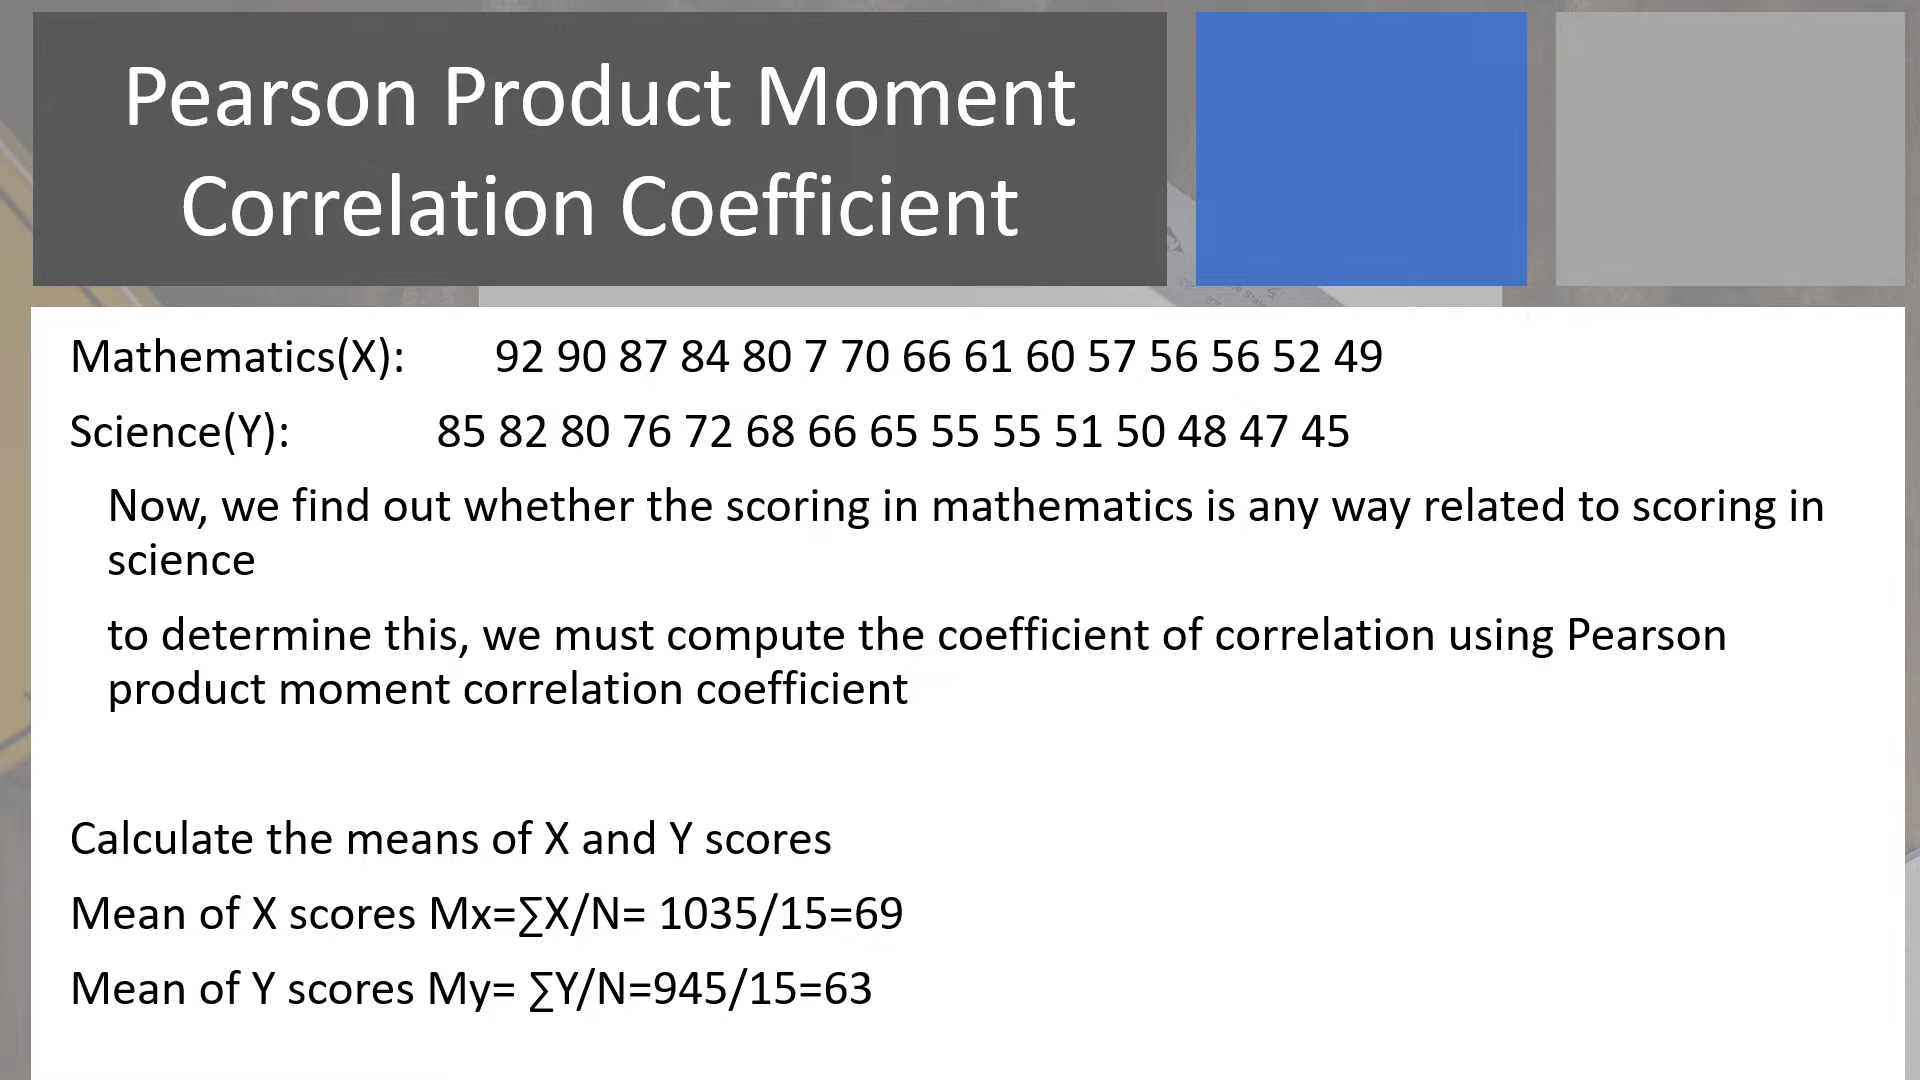 Pearson Product Moment
Correlation Coefficient
Mathematics(X): 92 90 87 84 80 7 70 66 61 60 57 56 56 52 49
Science(Y): 85 82 80 76 72 68 66 65 55 55 51 50 48 47 45
Now, we find out whether the scoring in mathematics is any way related to scoring in
science
to determine this, we must compute the coefficient of correlation using Pearson
product moment correlation coefficient
Calculate the means of X and Y scores
Mean of X scores Mx=∑X/N= 1035/15=69
Mean of Y scores My= ∑Y/N=945/15=63